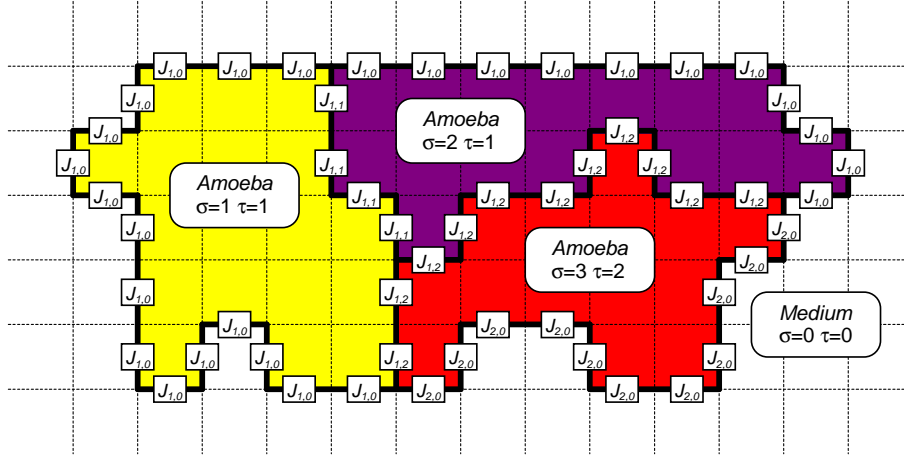 J1,0 J1,0 J1,0 J1,0 J1,0 J1,0 J1,0 J1,0 J1,0 J1,0
J1,0 J1,1 J1,0
Amoeba
σ=2 τ=1
J1,0 J1,2 J1,0
J1,0 J1,1 J1,2 J1,2 J1,0
Amoeba
σ=1 τ=1
J1,0 J1,1 J1,2 J1,2 J1,2 J1,2 J1,0
J1,0 J1,1 J1,2 J2,0
Amoeba
σ=3 τ=2
J1,2 J2,0
J1,0 J1,2 J2,0
Medium
σ=0 τ=0
J1,0 J2,0 J2,0
J1,0 J1,0 J1,0 J1,2 J2,0 J2,0 J2,0
J1,0 J1,0 J1,0 J2,0 J2,0 J2,0